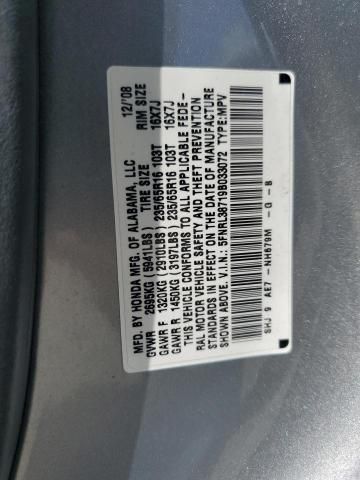 MFD. BY HONDA MFG. OF ALABAMA, LLC 12/'08
TIRE SIZE RIM SIZE
GVWR 2695KG (5941LBS)
GAWR F 1320KG (2910LBS) 235/65R16 103T 16X7J
GAWR R 1450KG (3197LBS) 235/65R16 103T 16X7J
THIS VEHICLE CONFORMS TO ALL APPLICABLE FEDE-
RAL MOTOR VEHICLE SAFETY AND THEFT PREVENTION
STANDARDS IN EFFECT ON THE DATE OF MANUFACTURE
SHOWN ABOVE. V.I.N.: 5FNRL38719B033072 TYPE:MPV
SHJ 9 AE7 -NH679M -G -B